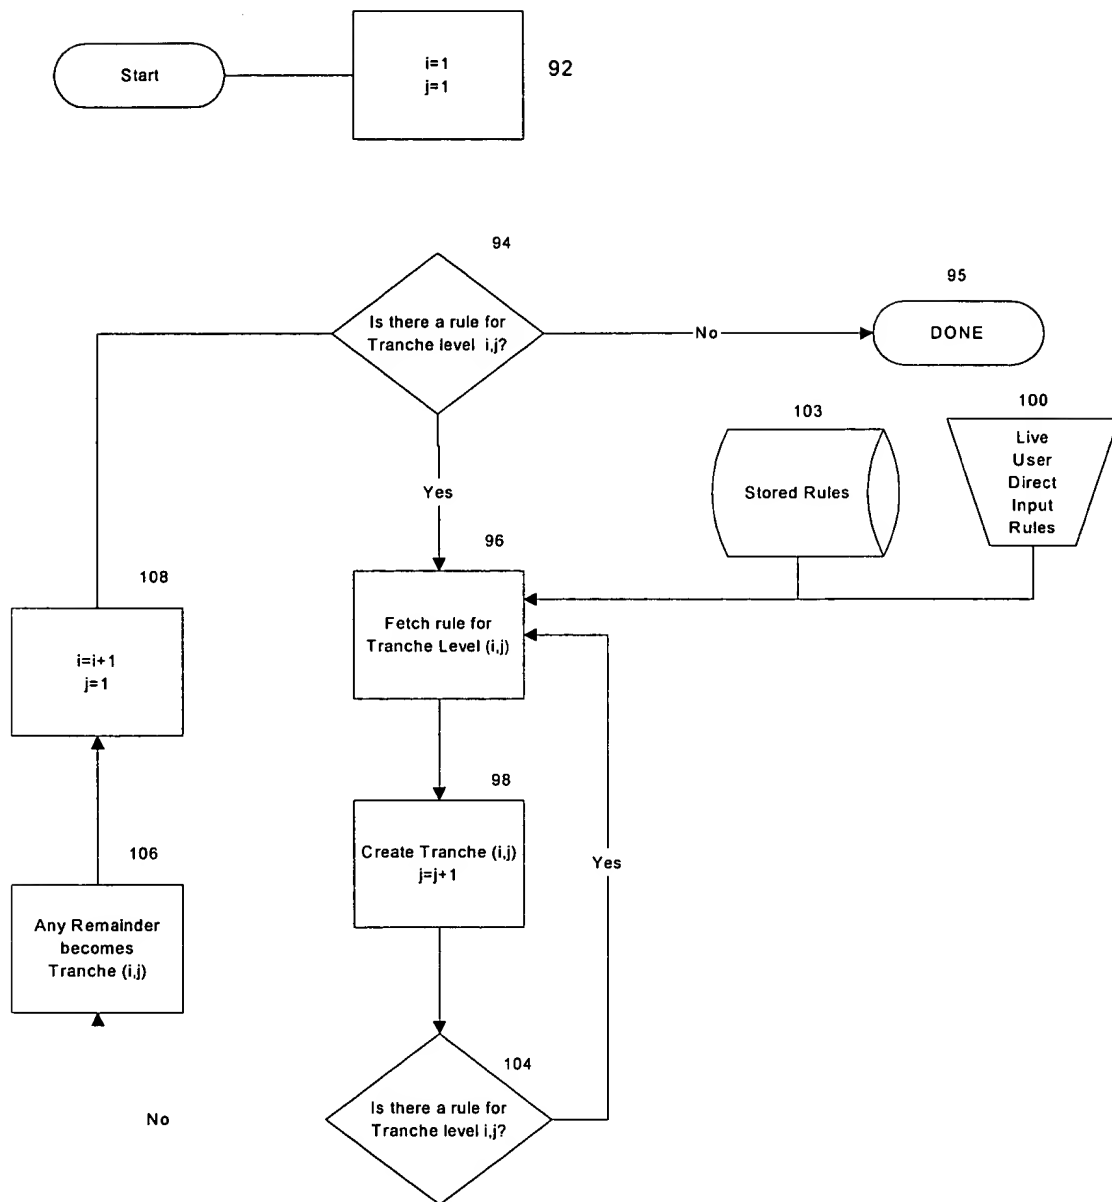 Start
i=1
j=1
92
94
Is there a rule for
Tranche level i,j?
No
95
DONE
Yes
103
Stored Rules
100
Live
User
Direct
Input
Rules
96
Fetch rule for
Tranche Level (i,j)
108
i=i+1
j=1
98
Create Tranche (i,j)
j=j+1
Yes
106
Any Remainder
becomes
Tranche (i,j)
104
Is there a rule for
Tranche level i,j?
No